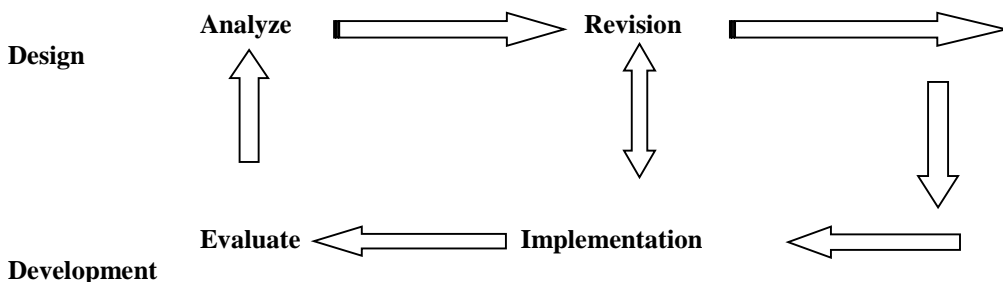 Analyze Revision
Design
Evaluate Implementation
Development